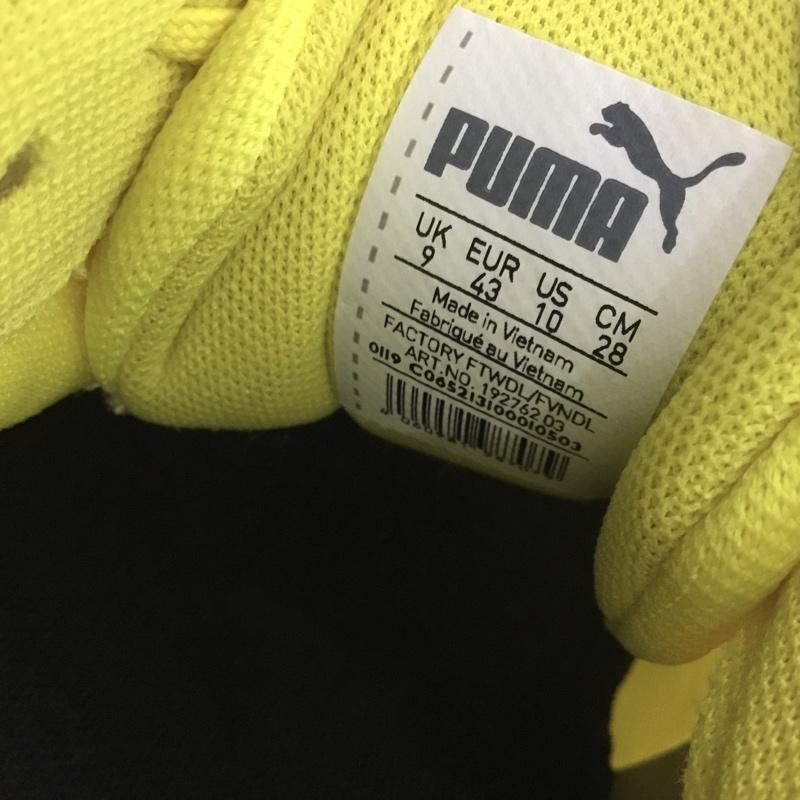 PUMA
UK EUR US CM
9 43 10 28
Made in Vietnam
Fabriqué au Vietnam
FACTORY FTWDL/FVNDL
ART.NO. 192762 03
0119 C065213100010503